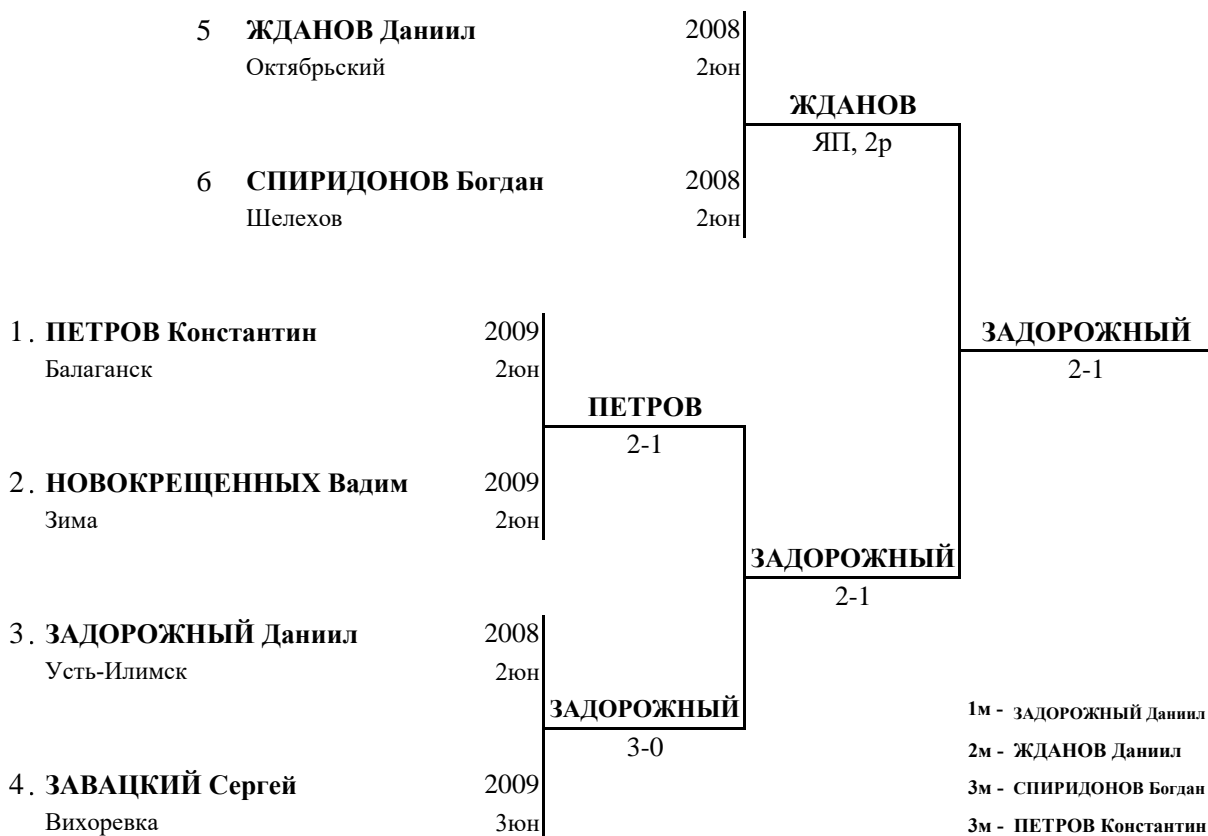 5 ЖДАНОВ Даниил 2008
Октябрьский 2юн
ЖДАНОВ
ЯП, 2р
6 СПИРИДОНОВ Богдан 2008
Шелехов 2юн
1. ПЕТРОВ Константин 2009
Балаганск 2юн
ЗАДОРОЖНЫЙ
2-1
ПЕТРОВ
2-1
2. НОВОКРЕЩЕННЫХ Вадим 2009
Зима 2юн
ЗАДОРОЖНЫЙ
2-1
3. ЗАДОРОЖНЫЙ Даниил 2008
Усть-Илимск 2юн
ЗАДОРОЖНЫЙ
3-0
4. ЗАВАЦКИЙ Сергей 2009
Вихоревка 3юн
1м - ЗАДОРОЖНЫЙ Даниил
2м - ЖДАНОВ Даниил
3м - СПИРИДОНОВ Богдан
3м - ПЕТРОВ Константин